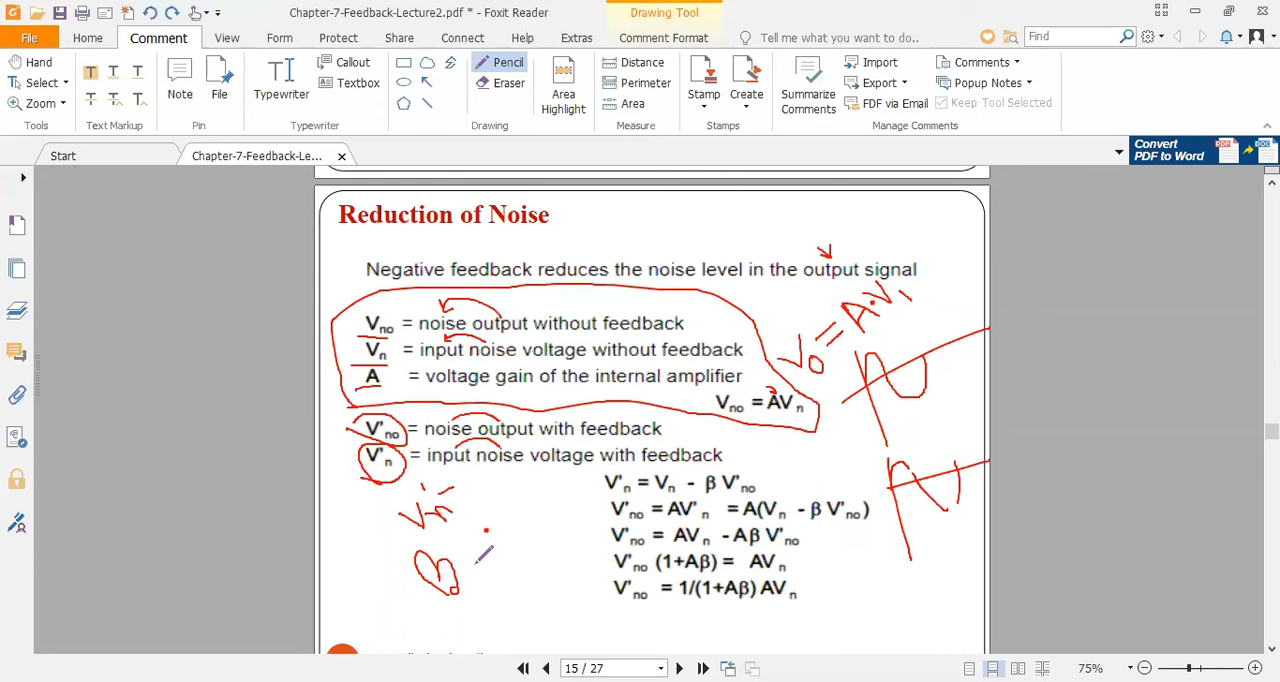 Chapter-7-Feedback-Lecture2.pdf * - Foxit Reader
Drawing Tool
File Home Comment View Form Protect Share Connect Help Extras Comment Format Tell me what you want to do.. Find
Hand
Select
Zoom
Tools
T T T
T T T
Text Markup
Note
File
Pin
Typewriter
Callout
Textbox
Typewriter
Pencil
Eraser
Drawing
Area Highlight
Distance
Perimeter
Area
Measure
Stamp
Create
Stamps
Summarize Comments
Import
Export
FDF via Email
Comments
Popup Notes
Keep Tool Selected
Manage Comments
Start
Chapter-7-Feedback-Le...
Convert PDF to Word
Reduction of Noise
Negative feedback reduces the noise level in the output signal
Vno = noise output without feedback
Vn = input noise voltage without feedback
A = voltage gain of the internal amplifier
Vno = AVn
Vo = A.V1
V'no = noise output with feedback
V'n = input noise voltage with feedback
V'n = Vn - β V'no
V'no = AV'n = A(Vn - β V'no)
V'no = AVn - Aβ V'no
V'no (1+Aβ) = AVn
V'no = 1/(1+Aβ) AVn
15 / 27
75%